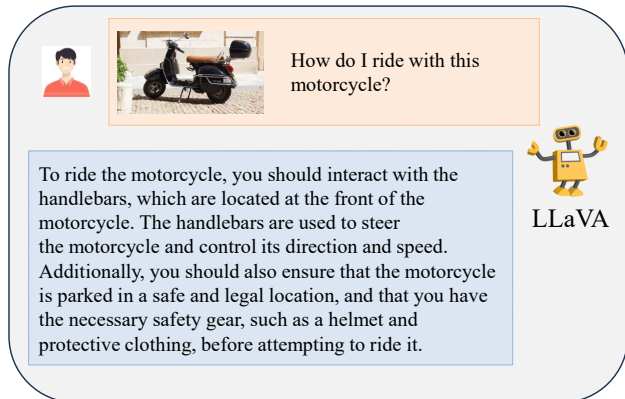 How do I ride with this
motorcycle?
To ride the motorcycle, you should interact with the
handlebars, which are located at the front of the
motorcycle. The handlebars are used to steer
the motorcycle and control its direction and speed.
Additionally, you should also ensure that the motorcycle
is parked in a safe and legal location, and that you have
the necessary safety gear, such as a helmet and
protective clothing, before attempting to ride it.
LLaVA